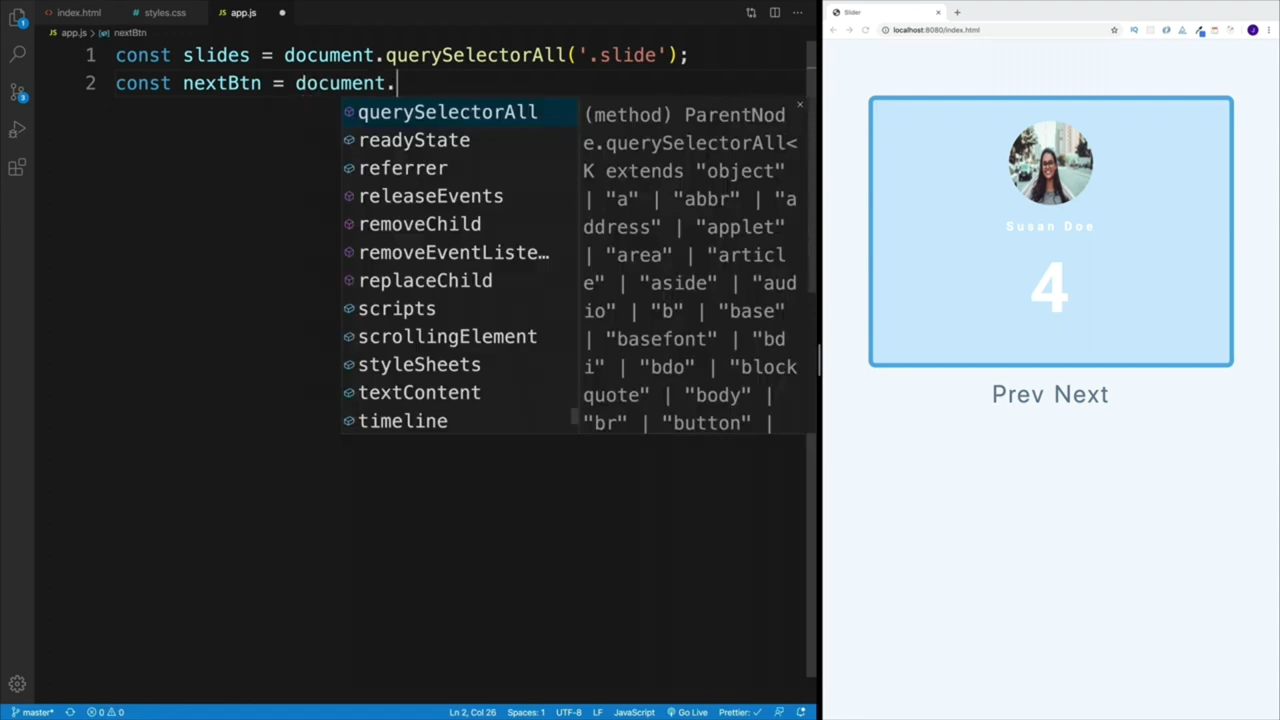 index.html
styles.css
app.js
app.js
nextBtn
1 const slides = document.querySelectorAll('.slide');
2 const nextBtn = document.
querySelectorAll
readyState
referrer
releaseEvents
removeChild
removeEventListe…
replaceChild
scripts
scrollingElement
styleSheets
textContent
timeline
(method) ParentNod
e.querySelectorAll<
K extends "object"
| "a" | "abbr" | "a
ddress" | "applet"
| "area" | "articl
e" | "aside" | "aud
io" | "b" | "base"
| "basefont" | "bd
i" | "bdo" | "block
quote" | "body" |
"br" | "button" |
1
3
master*
0
0
Ln 2, Col 26
Spaces: 1
UTF-8
LF
JavaScript
Go Live
Prettier: ✓
Slider
localhost:8080/index.html
J
Susan Doe
4
Prev Next